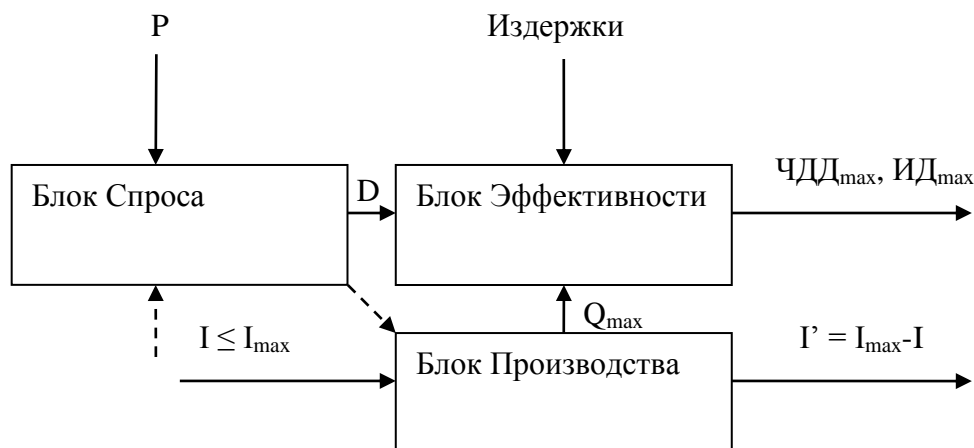 P
Издержки
Блок Спроса
D
Блок Эффективности
ЧДДmax, ИДmax
I ≤ Imax
Qmax
Блок Производства
I’ = Imax-I